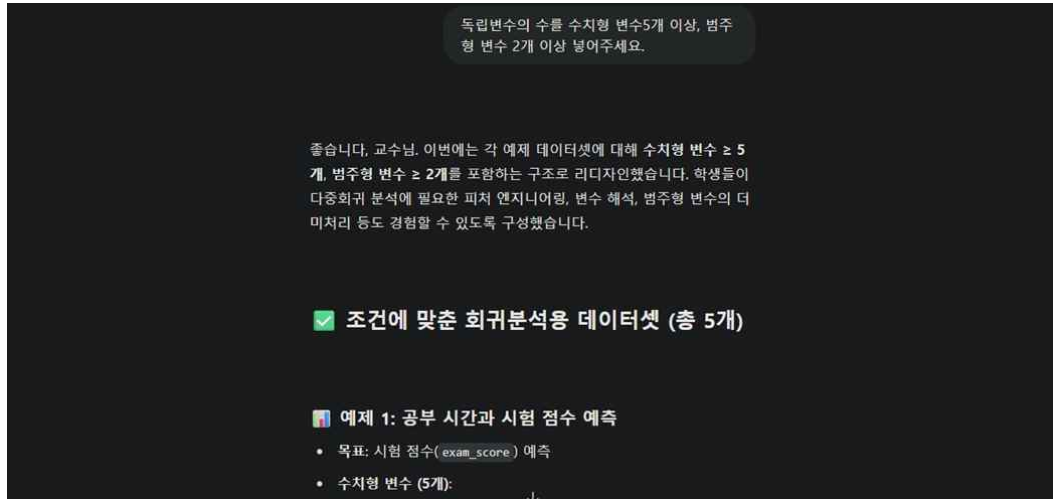 독립변수의 수를 수치형 변수5개 이상, 범주
형 변수 2개 이상 넣어주세요.
좋습니다, 교수님. 이번에는 각 예제 데이터셋에 대해 수치형 변수 ≥ 5
개, 범주형 변수 ≥ 2개를 포함하는 구조로 리디자인했습니다. 학생들이
다중회귀 분석에 필요한 피처 엔지니어링, 변수 해석, 범주형 변수의 더
미처리 등도 경험할 수 있도록 구성했습니다.
✅ 조건에 맞춘 회귀분석용 데이터셋 (총 5개)
📊 예제 1: 공부 시간과 시험 점수 예측
• 목표: 시험 점수(exam_score) 예측
• 수치형 변수 (5개):